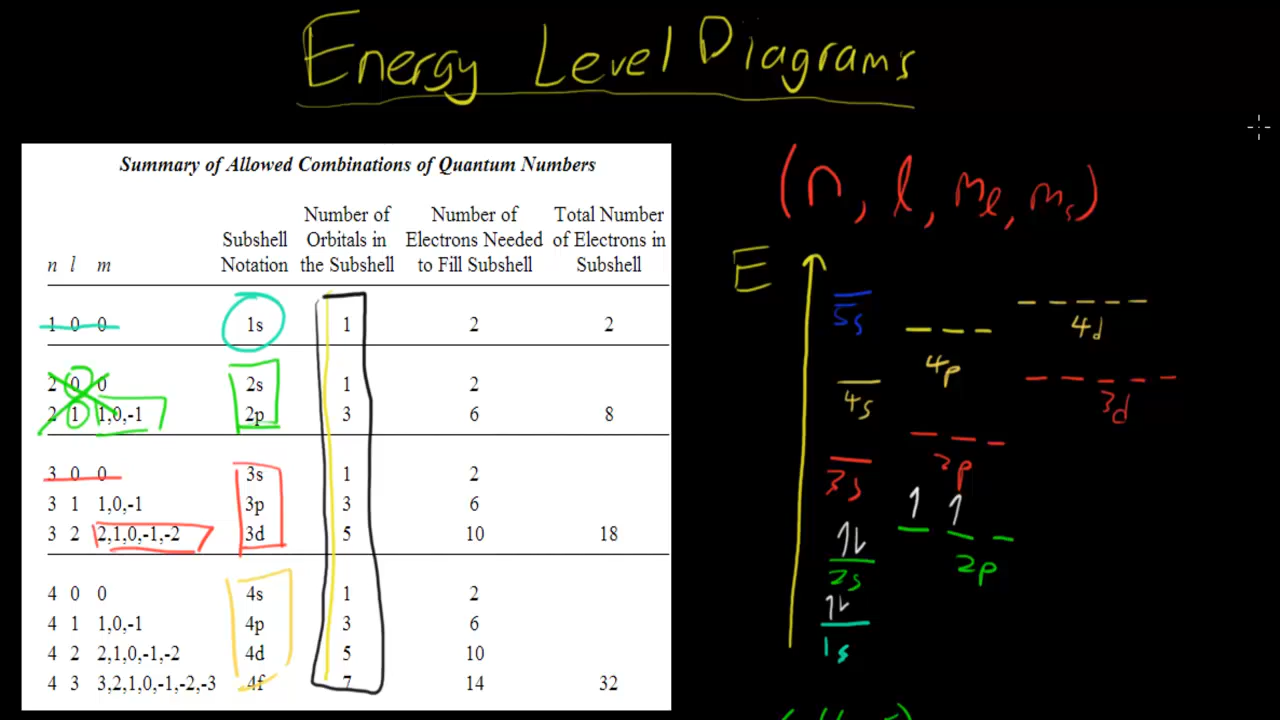 Energy Level Diagrams
Summary of Allowed Combinations of Quantum Numbers
n l m Subshell Notation Number of Orbitals in the Subshell Number of Electrons Needed to Fill Subshell Total Number of Electrons in Subshell
1 0 0 1s 1 2 2
2 0 0 2s 1 2
2 1 1,0,-1 2p 3 6 8
3 0 0 3s 1 2
3 1 1,0,-1 3p 3 6
3 2 2,1,0,-1,-2 3d 5 10 18
4 0 0 4s 1 2
4 1 1,0,-1 4p 3 6
4 2 2,1,0,-1,-2 4d 5 10
4 3 3,2,1,0,-1,-2,-3 4f 7 14 32
(n, l, ml, ms)
E
5s
4d
4p
4s
3d
3p
3s
2p
2s
1s